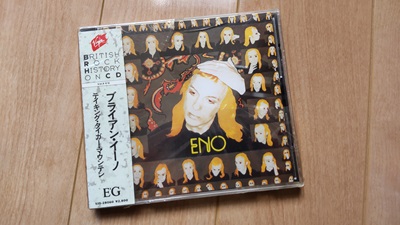 Virgin
BRITISH
ROCK
HISTORY
ON CD
ブライアン・イーノ
テイキング・タイガー・マウンテン
EG
ENO